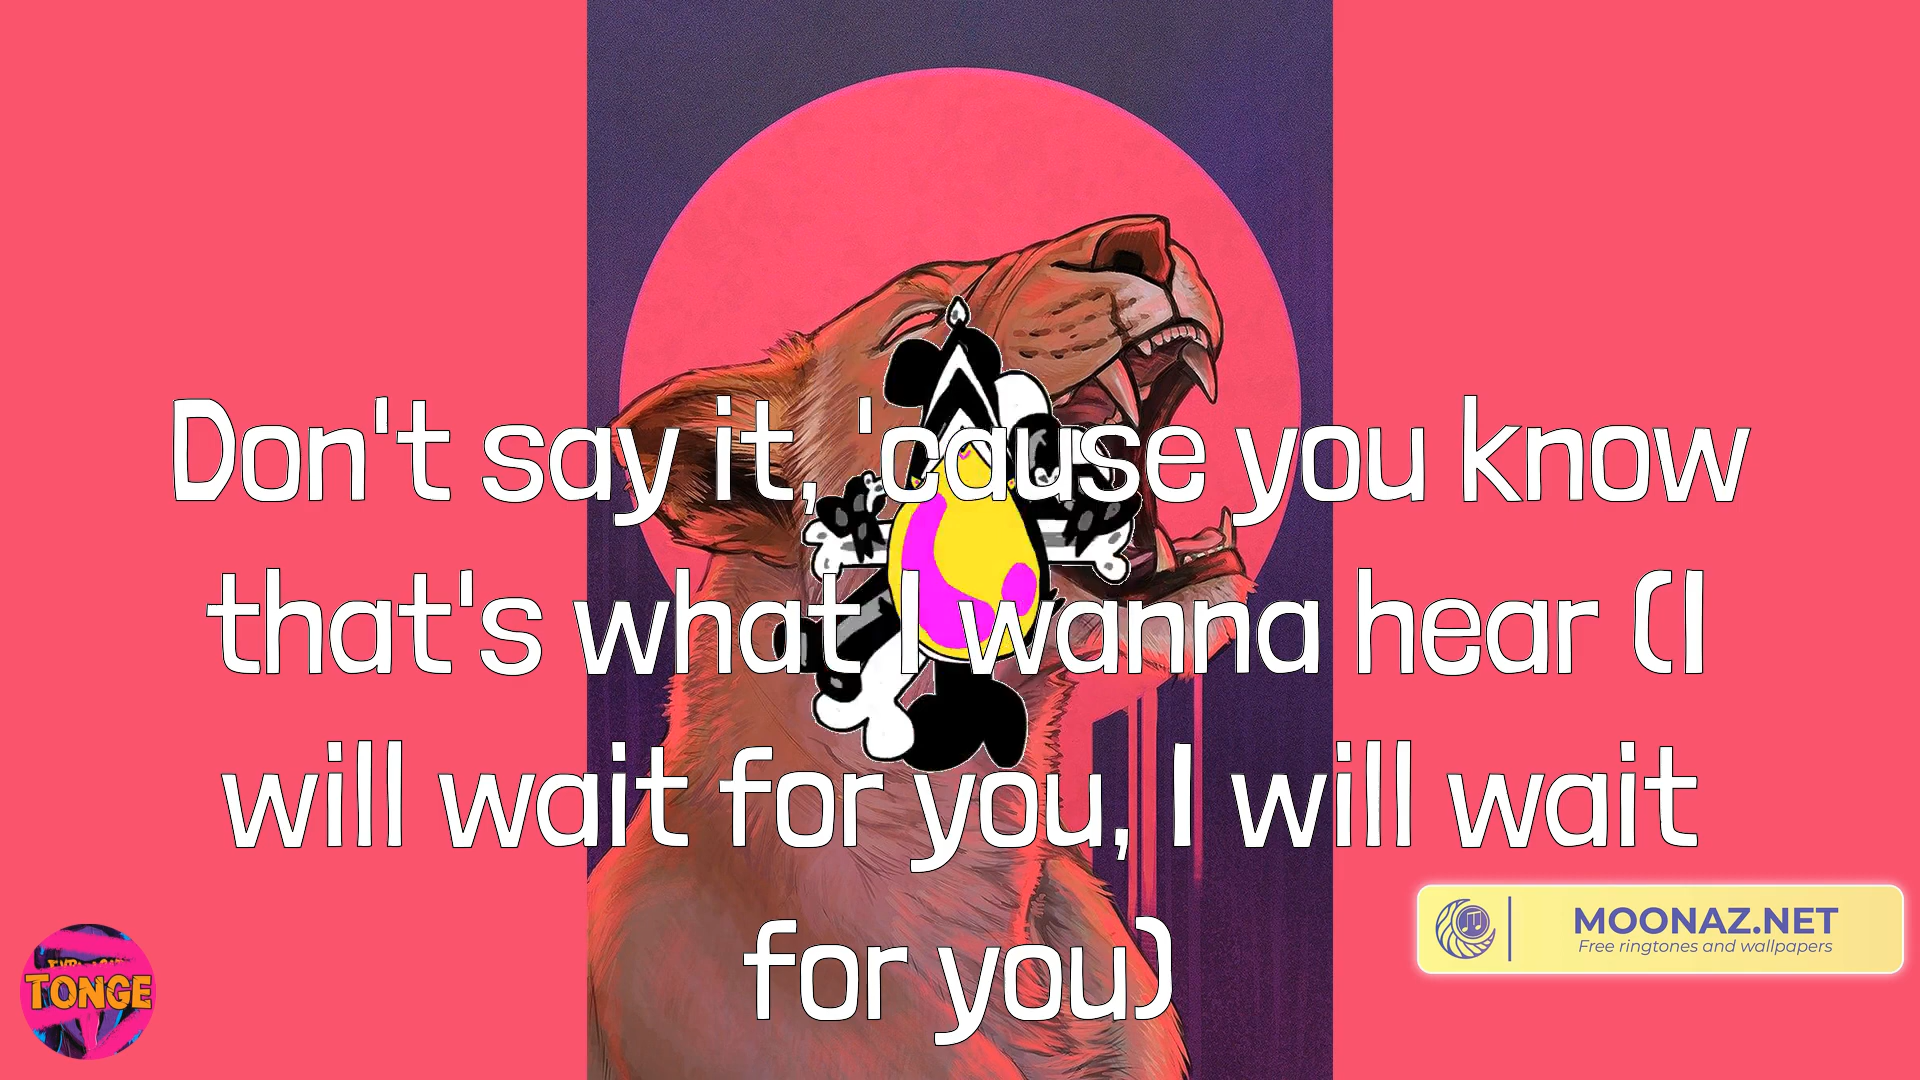 Don't say it, 'cause you know
that's what I wanna hear (I
will wait for you, I will wait
for you)
MOONAZ.NET
Free ringtones and wallpapers
TONGE